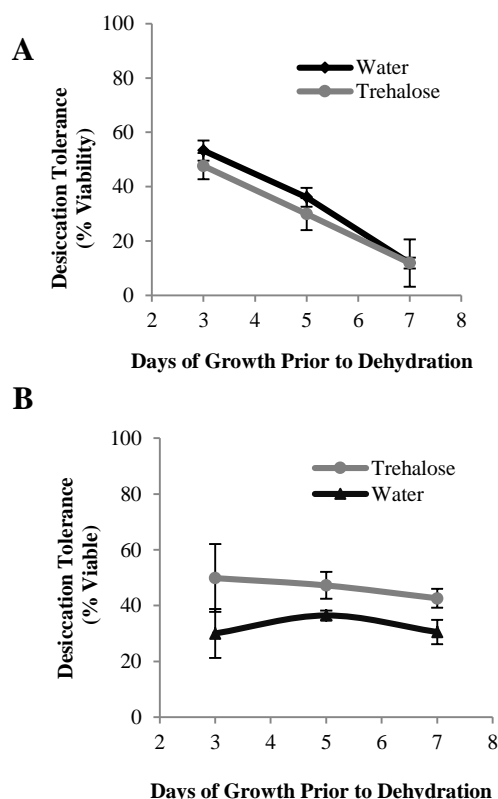 A
100
80
60
40
20
0
Desiccation Tolerance
(% Viability)
Water
Trehalose
2 3 4 5 6 7 8
Days of Growth Prior to Dehydration
B
100
80
60
40
20
0
Desiccation Tolerance
(% Viable)
Trehalose
Water
2 3 4 5 6 7 8
Days of Growth Prior to Dehydration